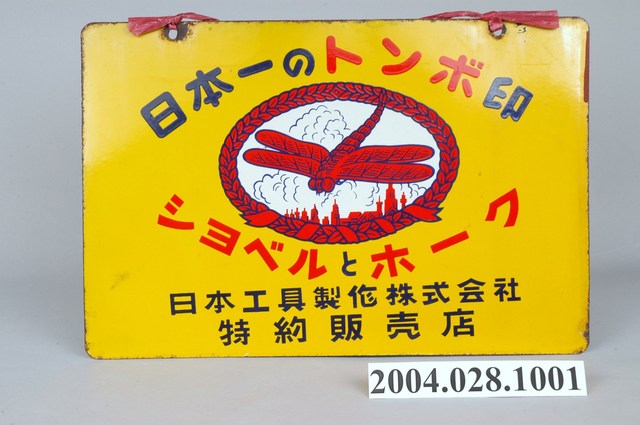 日本一のトンボ印
シヨベルとホーク
日本工具製作株式会社
特約販売店
2004.028.1001